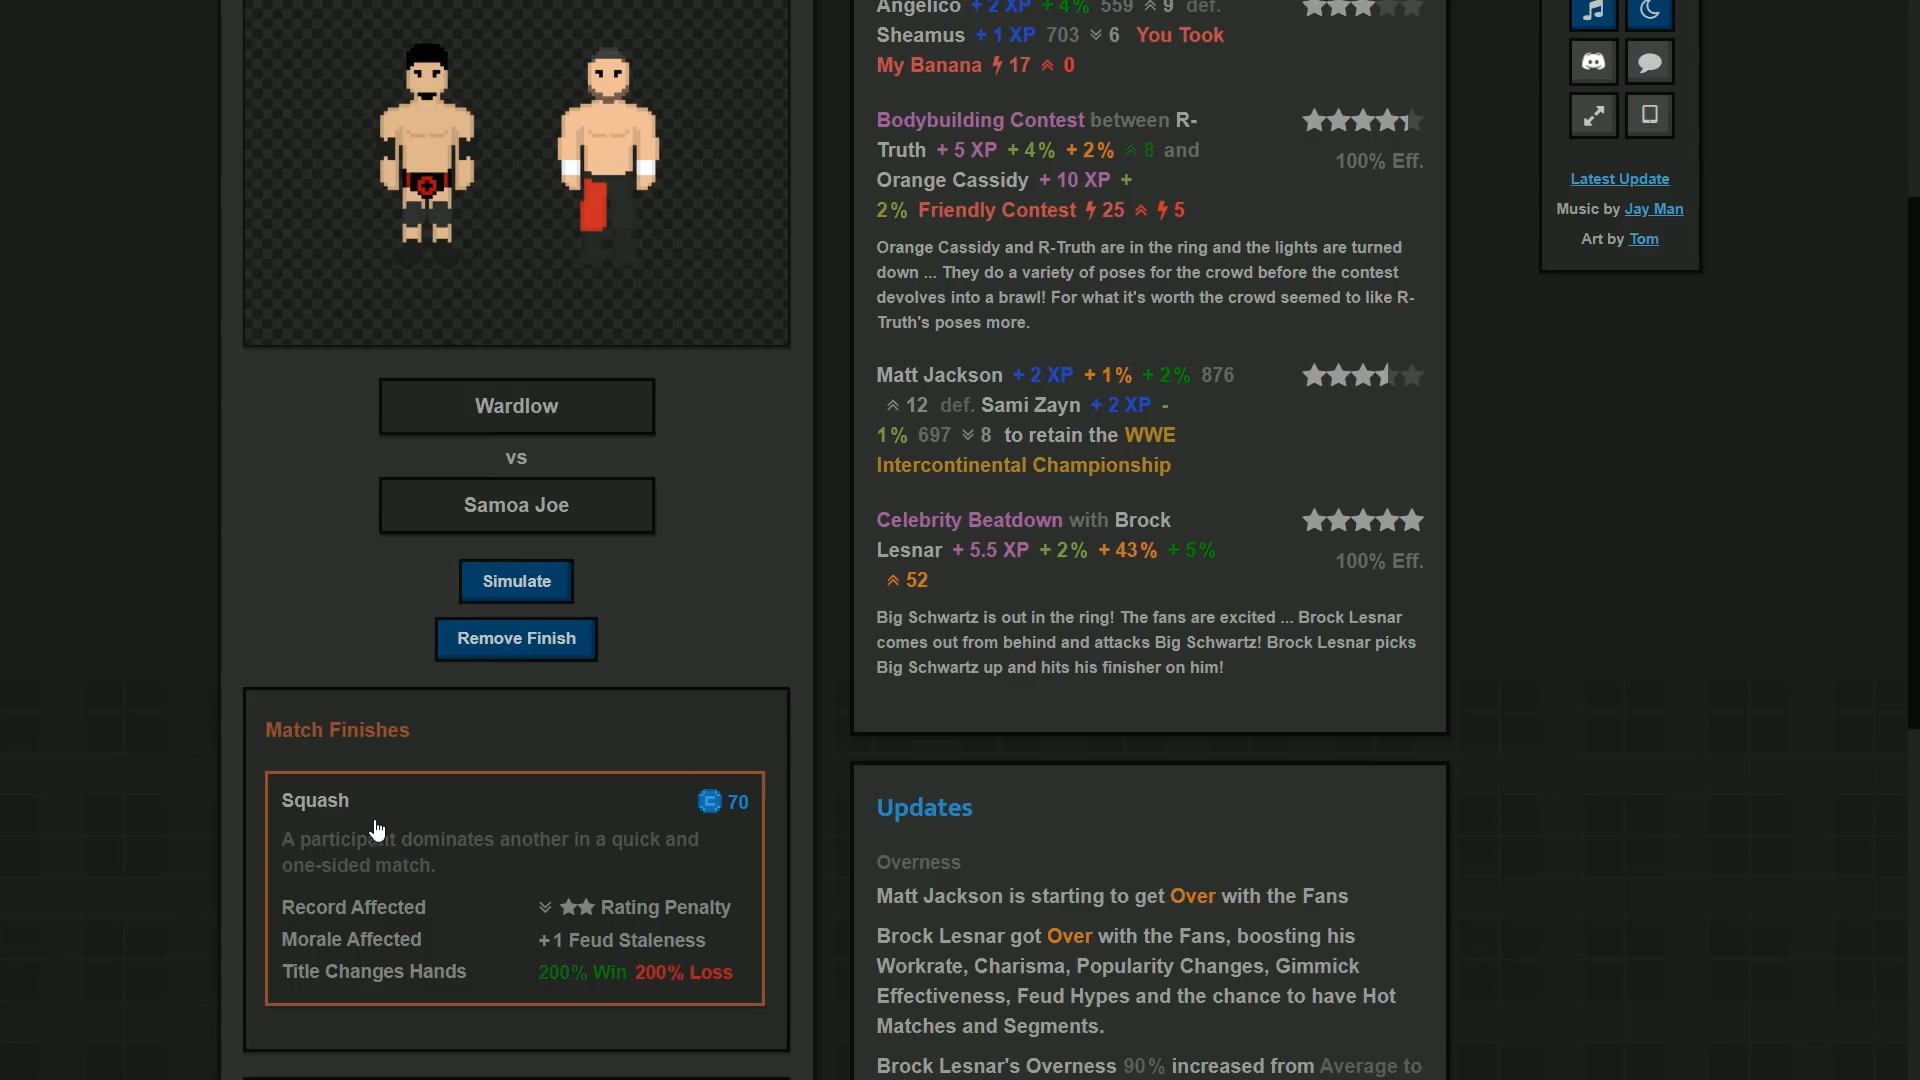 Angelico + 2 XP + 4% 559 9 def.
Sheamus + 1 XP 703 6 You Took
My Banana 17 0
Bodybuilding Contest between R-
Truth + 5 XP + 4% + 2% 8 and
Orange Cassidy + 10 XP +
2% Friendly Contest 25 5
100% Eff.
Orange Cassidy and R-Truth are in the ring and the lights are turned
down ... They do a variety of poses for the crowd before the contest
devolves into a brawl! For what it's worth the crowd seemed to like R-
Truth's poses more.
Matt Jackson + 2 XP + 1% + 2% 876
12 def. Sami Zayn + 2 XP -
1% 697 8 to retain the WWE
Intercontinental Championship
Celebrity Beatdown with Brock
Lesnar + 5.5 XP + 2% + 43% + 5%
52
100% Eff.
Big Schwartz is out in the ring! The fans are excited ... Brock Lesnar
comes out from behind and attacks Big Schwartz! Brock Lesnar picks
Big Schwartz up and hits his finisher on him!
Wardlow
vs
Samoa Joe
Simulate
Remove Finish
Match Finishes
Squash
70
A participant dominates another in a quick and
one-sided match.
Record Affected
Rating Penalty
Morale Affected
+1 Feud Staleness
Title Changes Hands
200% Win 200% Loss
Updates
Overness
Matt Jackson is starting to get Over with the Fans
Brock Lesnar got Over with the Fans, boosting his
Workrate, Charisma, Popularity Changes, Gimmick
Effectiveness, Feud Hypes and the chance to have Hot
Matches and Segments.
Brock Lesnar's Overness 90% increased from Average to
Latest Update
Music by Jay Man
Art by Tom